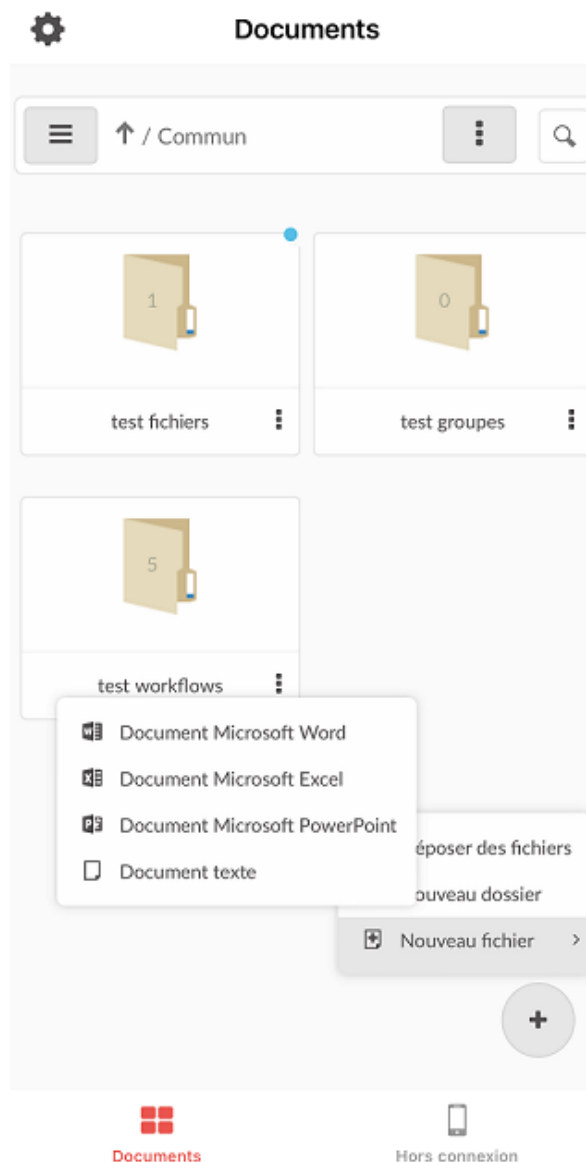 Documents
/ Commun
1
0
test fichiers
test groupes
5
test workflows
Document Microsoft Word
Document Microsoft Excel
Document Microsoft PowerPoint
Document texte
époser des fichiers
ouveau dossier
Nouveau fichier
Documents
Hors connexion